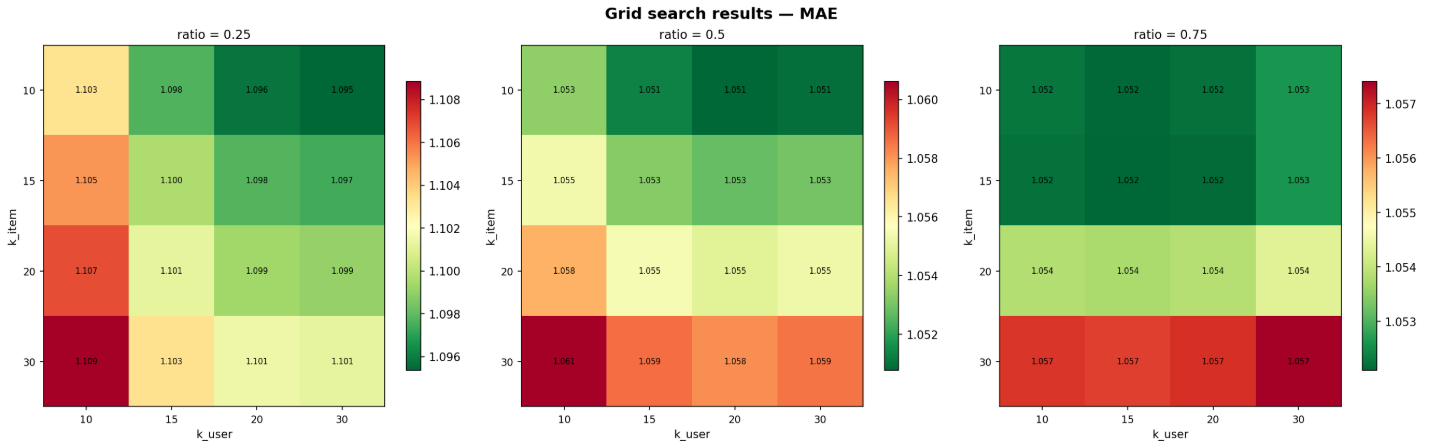 Grid search results — MAE
ratio = 0.25
10 1.103 1.098 1.096 1.095
15 1.105 1.100 1.098 1.097
20 1.107 1.101 1.099 1.099
30 1.109 1.103 1.101 1.101
10 15 20 30
k_user
k_item
1.108
1.106
1.104
1.102
1.100
1.098
1.096
ratio = 0.5
10 1.053 1.051 1.051 1.051
15 1.055 1.053 1.053 1.053
20 1.058 1.055 1.055 1.055
30 1.061 1.059 1.058 1.059
10 15 20 30
k_user
k_item
1.060
1.058
1.056
1.054
1.052
ratio = 0.75
10 1.052 1.052 1.052 1.053
15 1.052 1.052 1.052 1.053
20 1.054 1.054 1.054 1.054
30 1.057 1.057 1.057 1.057
10 15 20 30
k_user
k_item
1.057
1.056
1.055
1.054
1.053